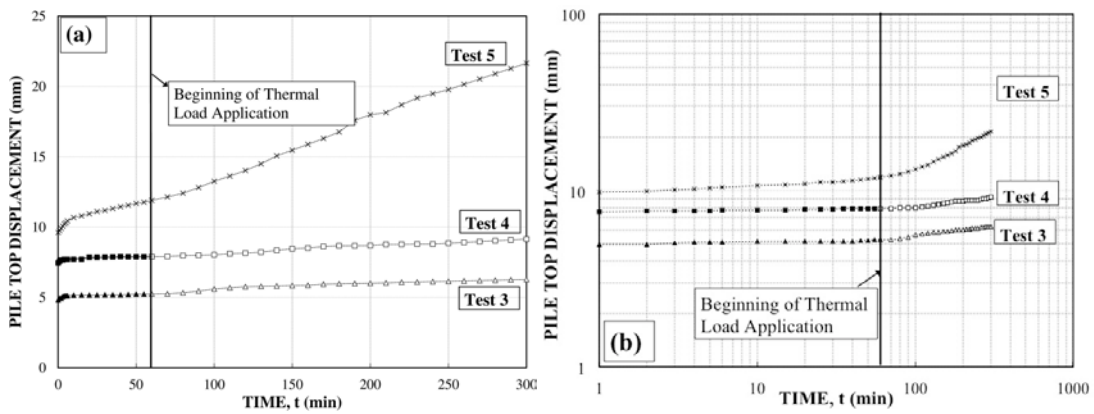 (a)
Test 5
Beginning of Thermal
Load Application
Test 4
Test 3
PILE TOP DISPLACEMENT (mm)
25
20
15
10
5
0
0
50
100
150
200
250
300
TIME, t (min)
100
10
1
PILE TOP DISPLACEMENT (mm)
Test 5
Test 4
Test 3
Beginning of Thermal
Load Application
(b)
1
10
100
1000
TIME, t (min)